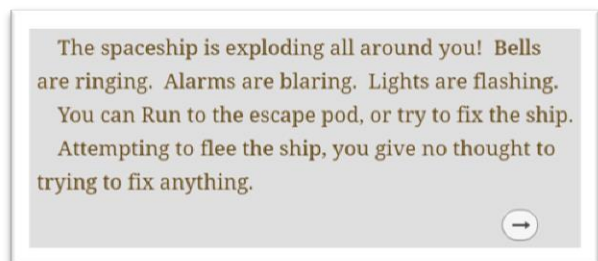 The spaceship is exploding all around you!  Bells
are ringing.  Alarms are blaring.  Lights are flashing.
You can Run to the escape pod, or try to fix the ship.
Attempting to flee the ship, you give no thought to
trying to fix anything.